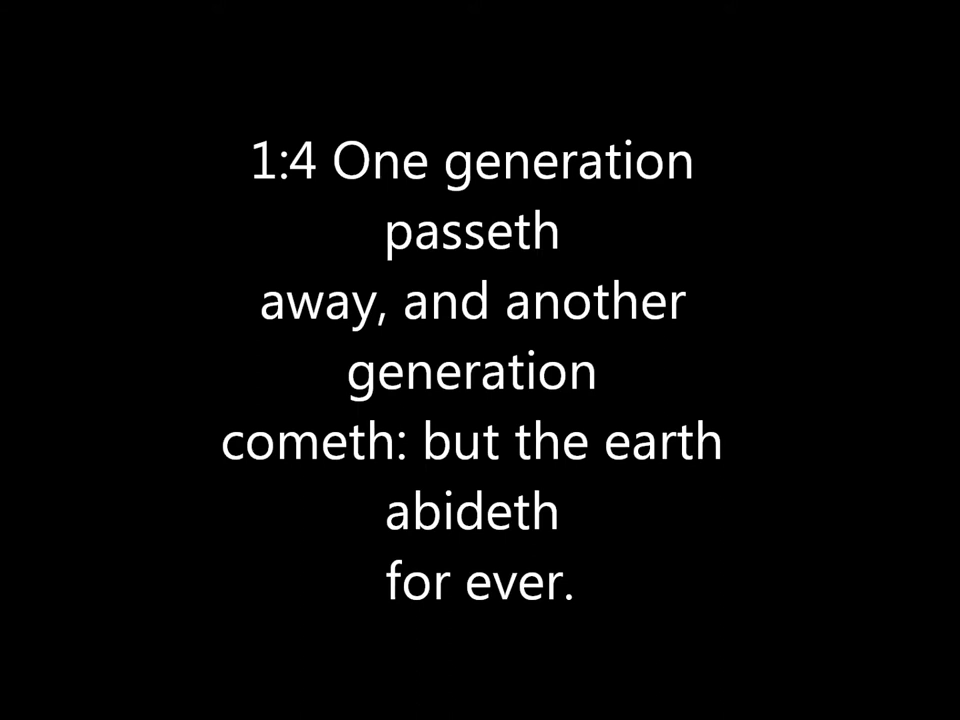 1:4 One generation
passeth
away, and another
generation
cometh: but the earth
abideth
for ever.